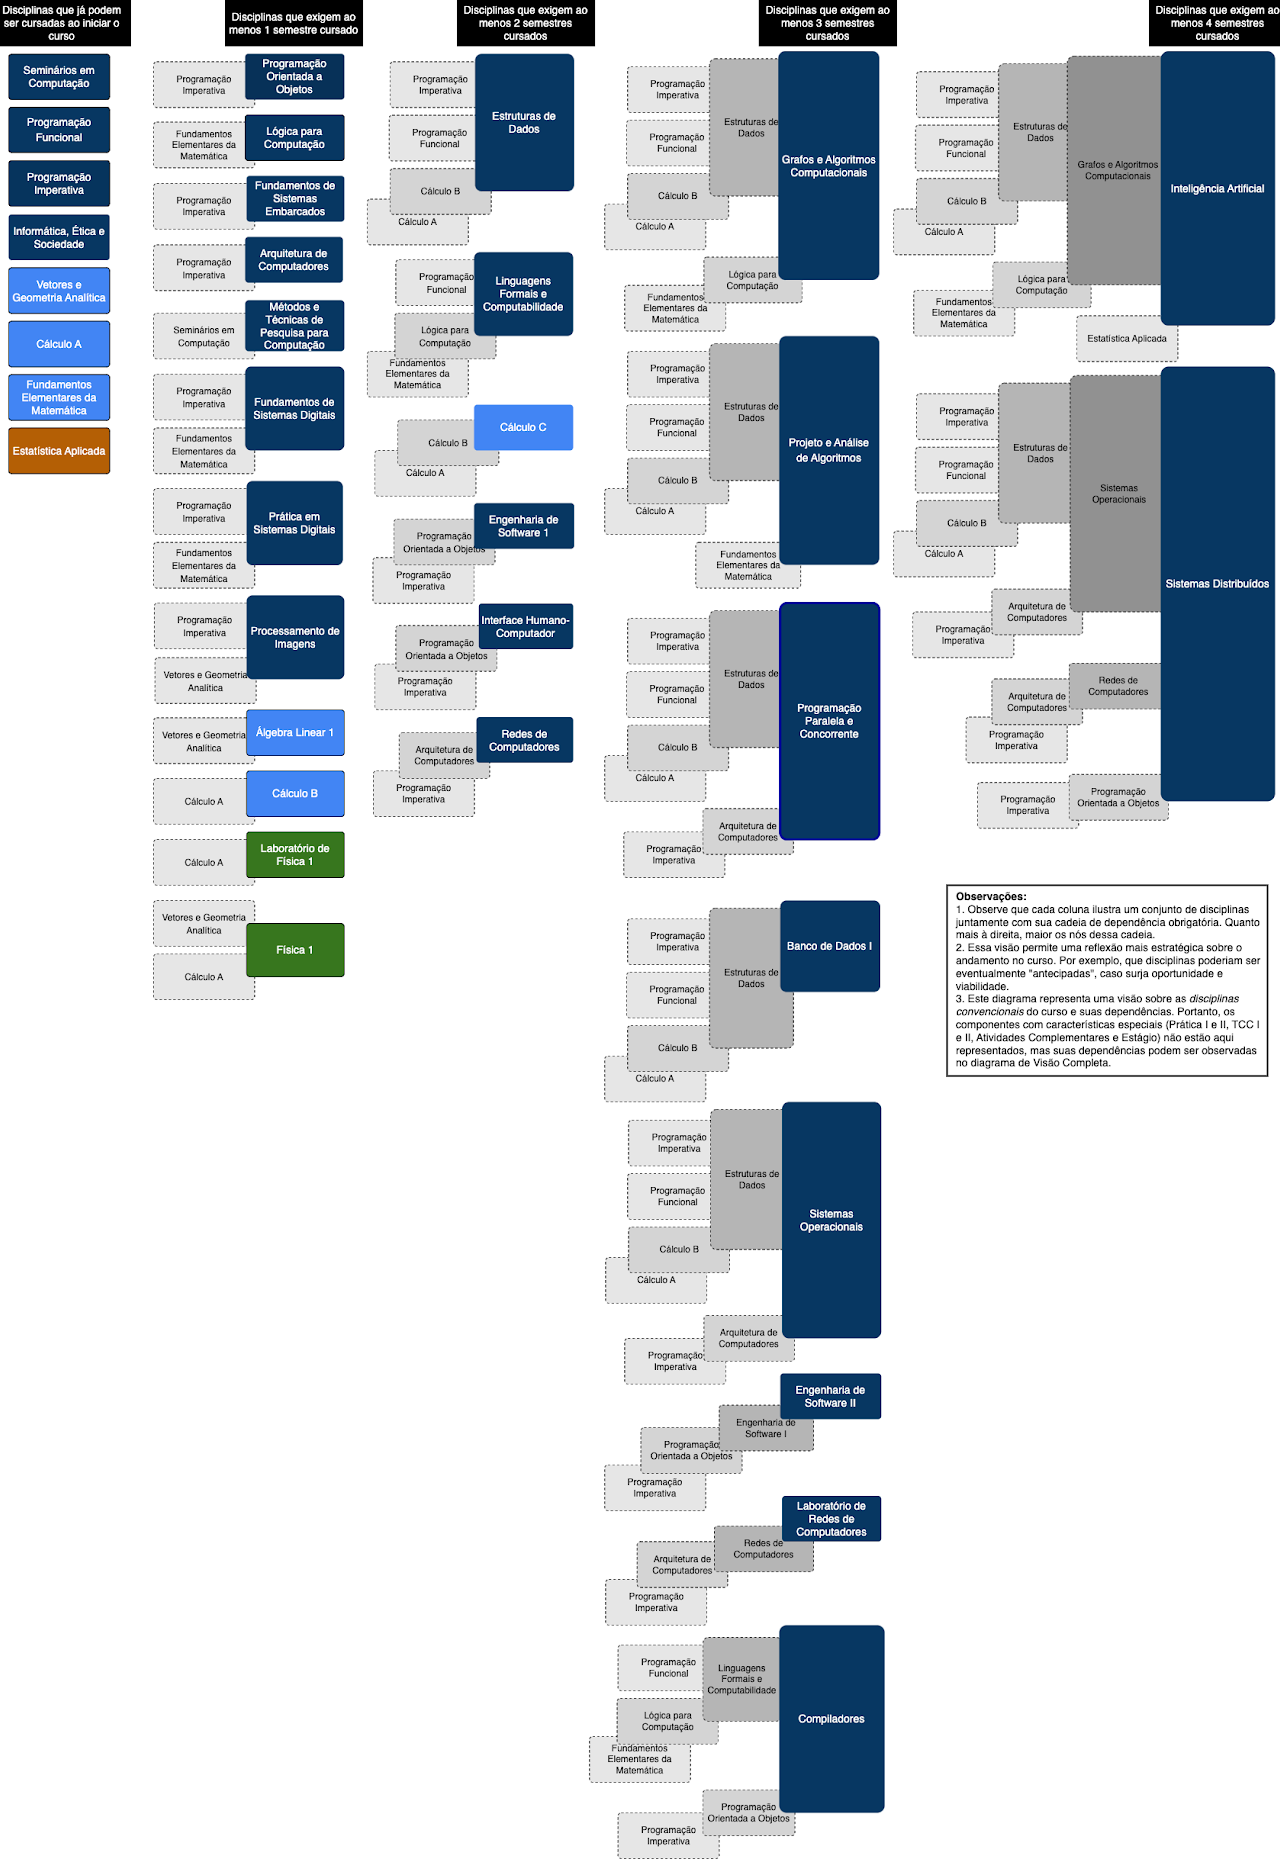 Disciplinas que já podem
ser cursadas ao iniciar o
curso
Seminários em
Computação
Programação
Funcional
Programação
Imperativa
Informática, Ética e
Sociedade
Vetores e
Geometria Analítica
Cálculo A
Fundamentos
Elementares da
Matemática
Estatística Aplicada
Disciplinas que exigem ao
menos 1 semestre cursado
Programação
Imperativa
Programação
Orientada a
Objetos
Fundamentos
Elementares da
Matemática
Lógica para
Computação
Programação
Imperativa
Fundamentos de
Sistemas
Embarcados
Programação
Imperativa
Arquitetura de
Computadores
Seminários em
Computação
Métodos e
Técnicas de
Pesquisa para
Computação
Programação
Imperativa
Fundamentos
Elementares da
Matemática
Fundamentos de
Sistemas Digitais
Programação
Imperativa
Fundamentos
Elementares da
Matemática
Prática em
Sistemas Digitais
Programação
Imperativa
Vetores e Geometria
Analítica
Processamento de
Imagens
Vetores e Geometria
Analítica
Álgebra Linear 1
Cálculo A
Cálculo B
Cálculo A
Laboratório de
Física 1
Vetores e Geometria
Analítica
Cálculo A
Física 1
Disciplinas que exigem ao
menos 2 semestres
cursados
Programação
Imperativa
Programação
Funcional
Cálculo B
Cálculo A
Estruturas de
Dados
Programação
Funcional
Lógica para
Computação
Fundamentos
Elementares da
Matemática
Linguagens
Formais e
Computabilidade
Cálculo B
Cálculo A
Cálculo C
Programação
Orientada a Objetos
Programação
Imperativa
Engenharia de
Software 1
Programação
Orientada a Objetos
Programação
Imperativa
Interface Humano-
Computador
Arquitetura de
Computadores
Programação
Imperativa
Redes de
Computadores
Disciplinas que exigem ao
menos 3 semestres
cursados
Programação
Imperativa
Programação
Funcional
Cálculo B
Cálculo A
Estruturas de
Dados
Lógica para
Computação
Fundamentos
Elementares da
Matemática
Grafos e Algoritmos
Computacionais
Programação
Imperativa
Programação
Funcional
Cálculo B
Cálculo A
Estruturas de
Dados
Fundamentos
Elementares da
Matemática
Projeto e Análise
de Algoritmos
Programação
Imperativa
Programação
Funcional
Cálculo B
Cálculo A
Estruturas de
Dados
Arquitetura de
Computadores
Programação
Imperativa
Programação
Paralela e
Concorrente
Programação
Imperativa
Programação
Funcional
Cálculo B
Cálculo A
Estruturas de
Dados
Banco de Dados I
Programação
Imperativa
Programação
Funcional
Cálculo B
Cálculo A
Estruturas de
Dados
Arquitetura de
Computadores
Programação
Imperativa
Sistemas
Operacionais
Engenharia de
Software II
Engenharia de
Software I
Programação
Orientada a Objetos
Programação
Imperativa
Laboratório de
Redes de
Computadores
Redes de
Computadores
Arquitetura de
Computadores
Programação
Imperativa
Programação
Funcional
Lógica para
Computação
Fundamentos
Elementares da
Matemática
Linguagens
Formais e
Computabilidade
Programação
Orientada a Objetos
Programação
Imperativa
Compiladores
Disciplinas que exigem ao
menos 4 semestres
cursados
Programação
Imperativa
Programação
Funcional
Cálculo B
Cálculo A
Estruturas de
Dados
Lógica para
Computação
Fundamentos
Elementares da
Matemática
Grafos e Algoritmos
Computacionais
Estatística Aplicada
Inteligência Artificial
Programação
Imperativa
Programação
Funcional
Cálculo B
Cálculo A
Estruturas de
Dados
Arquitetura de
Computadores
Programação
Imperativa
Sistemas
Operacionais
Redes de
Computadores
Arquitetura de
Computadores
Programação
Imperativa
Programação
Orientada a Objetos
Programação
Imperativa
Sistemas Distribuídos
Observações:
1. Observe que cada coluna ilustra um conjunto de disciplinas
juntamente com sua cadeia de dependência obrigatória. Quanto
mais à direita, maior os nós dessa cadeia.
2. Essa visão permite uma reflexão mais estratégica sobre o
andamento no curso. Por exemplo, que disciplinas poderiam ser
eventualmente "antecipadas", caso surja oportunidade e
viabilidade.
3. Este diagrama representa uma visão sobre as disciplinas
convencionais do curso e suas dependências. Portanto, os
componentes com características especiais (Prática I e II, TCC I
e II, Atividades Complementares e Estágio) não estão aqui
representados, mas suas dependências podem ser observadas
no diagrama de Visão Completa.